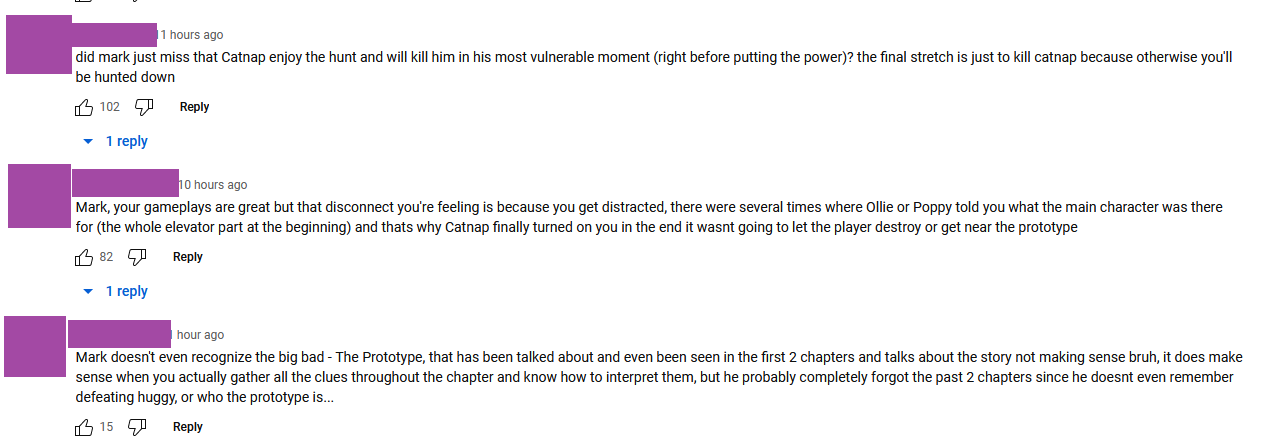 1 hours ago
did mark just miss that Catnap enjoy the hunt and will kill him in his most vulnerable moment (right before putting the power)? the final stretch is just to kill catnap because otherwise you'll
be hunted down
102 Reply
1 reply
10 hours ago
Mark, your gameplays are great but that disconnect you're feeling is because you get distracted, there were several times where Ollie or Poppy told you what the main character was there
for (the whole elevator part at the beginning) and thats why Catnap finally turned on you in the end it wasnt going to let the player destroy or get near the prototype
82 Reply
1 reply
hour ago
Mark doesn't even recognize the big bad - The Prototype, that has been talked about and even been seen in the first 2 chapters and talks about the story not making sense bruh, it does make
sense when you actually gather all the clues throughout the chapter and know how to interpret them, but he probably completely forgot the past 2 chapters since he doesnt even remember
defeating huggy, or who the prototype is...
15 Reply